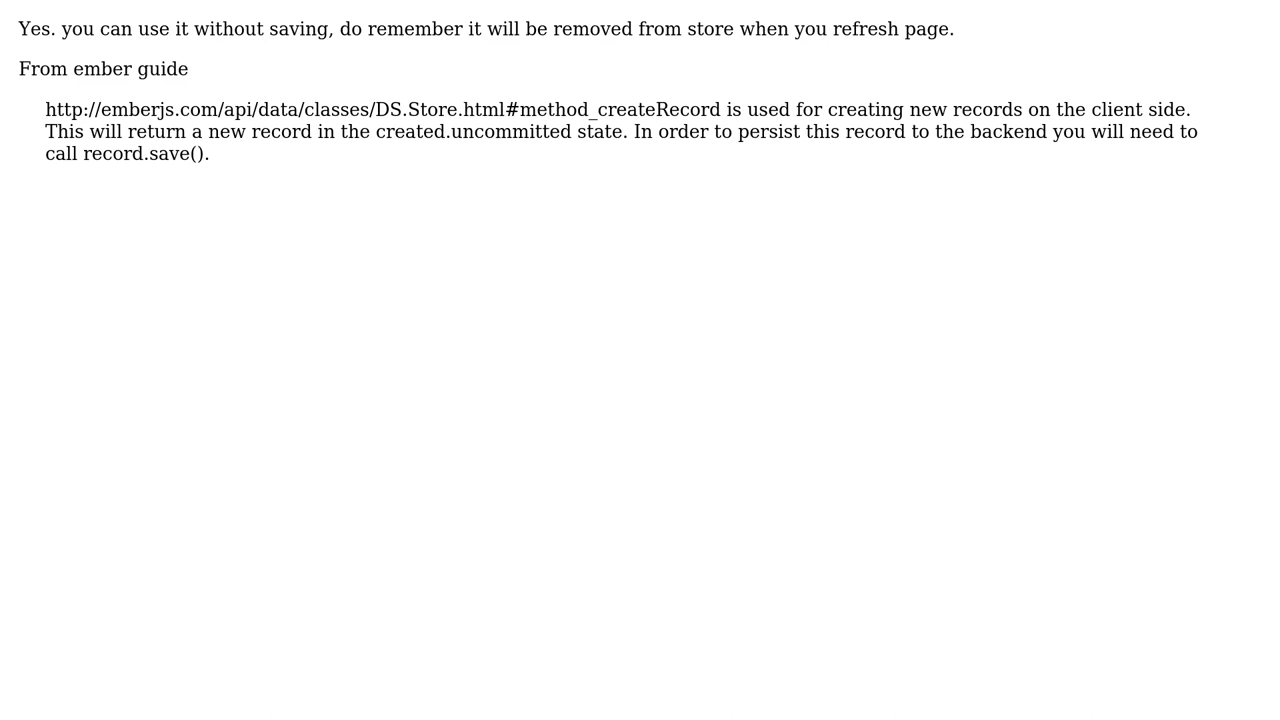 Yes. you can use it without saving, do remember it will be removed from store when you refresh page.
From ember guide
http://emberjs.com/api/data/classes/DS.Store.html#method_createRecord is used for creating new records on the client side.
This will return a new record in the created.uncommitted state. In order to persist this record to the backend you will need to
call record.save().